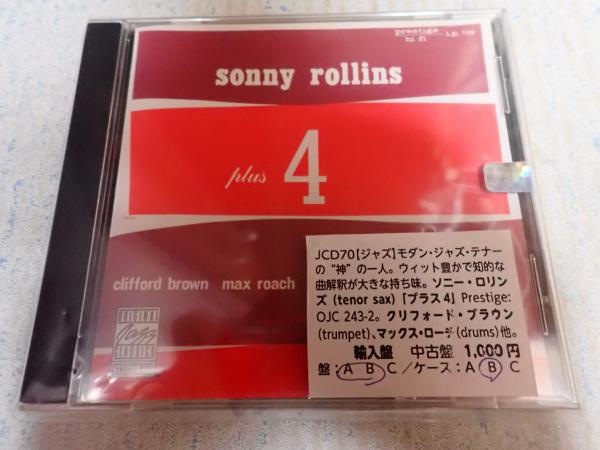 prestige
hi fi
sonny rollins
plus 4
clifford brown max roach
ORIGINAL
Jazz
CLASSICS
JCD70【ジャズ】モダン・ジャズ・テナー
の“神”の一人。ウィット豊かで知的な
曲解釈が大きな持ち味。ソニー・ロリン
ズ (tenor sax)「プラス4」Prestige:
OJC 243-2。クリフォード・ブラウン
(trumpet)、マックス・ローチ(drums)他。
輸入盤 中古盤 1,000円
盤:A B C /ケース:A B C